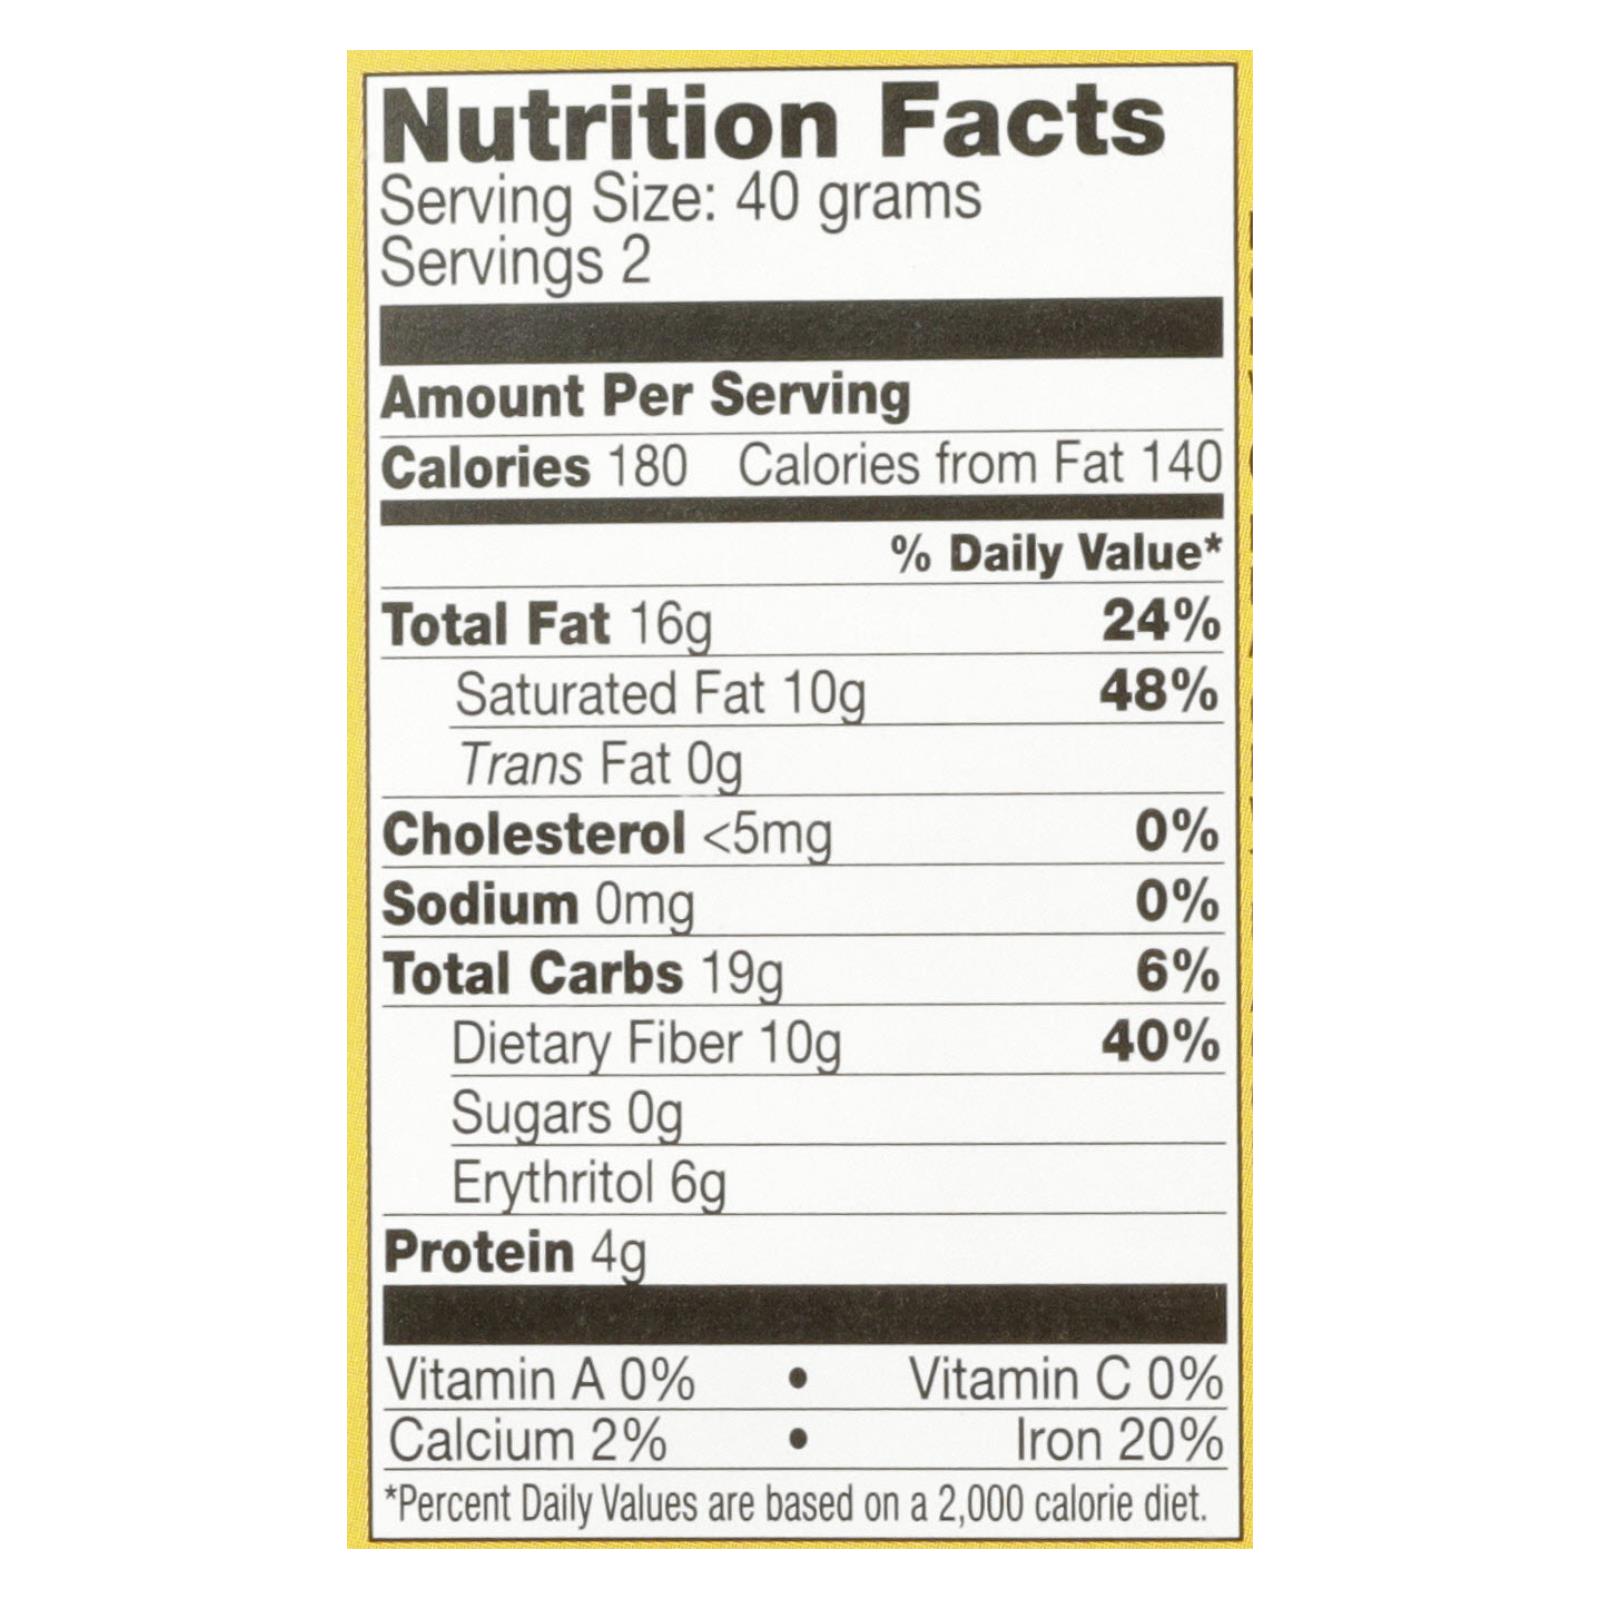 Nutrition Facts
Serving Size: 40 grams
Servings 2
Amount Per Serving
Calories 180 Calories from Fat 140
% Daily Value*
Total Fat 16g 24%
Saturated Fat 10g 48%
Trans Fat 0g
Cholesterol <5mg 0%
Sodium 0mg 0%
Total Carbs 19g 6%
Dietary Fiber 10g 40%
Sugars 0g
Erythritol 6g
Protein 4g
Vitamin A 0% • Vitamin C 0%
Calcium 2% • Iron 20%
*Percent Daily Values are based on a 2,000 calorie diet.